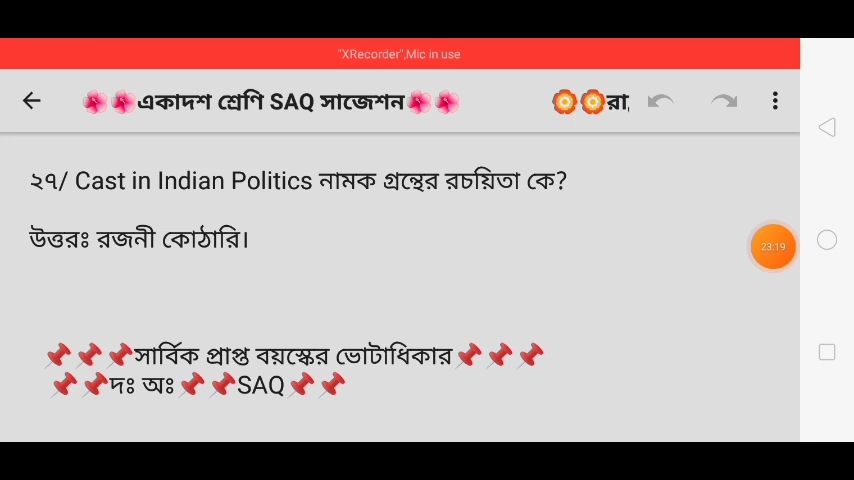 "XRecorder",Mic in use
একাদশ শ্রেণি SAQ সাজেশন
২৭/ Cast in Indian Politics নামক গ্রন্থের রচয়িতা কে?
উত্তরঃ রজনী কোঠারি।
23:19
সার্বিক প্রাপ্ত বয়স্কের ভোটাধিকার
দঃ অঃ SAQ